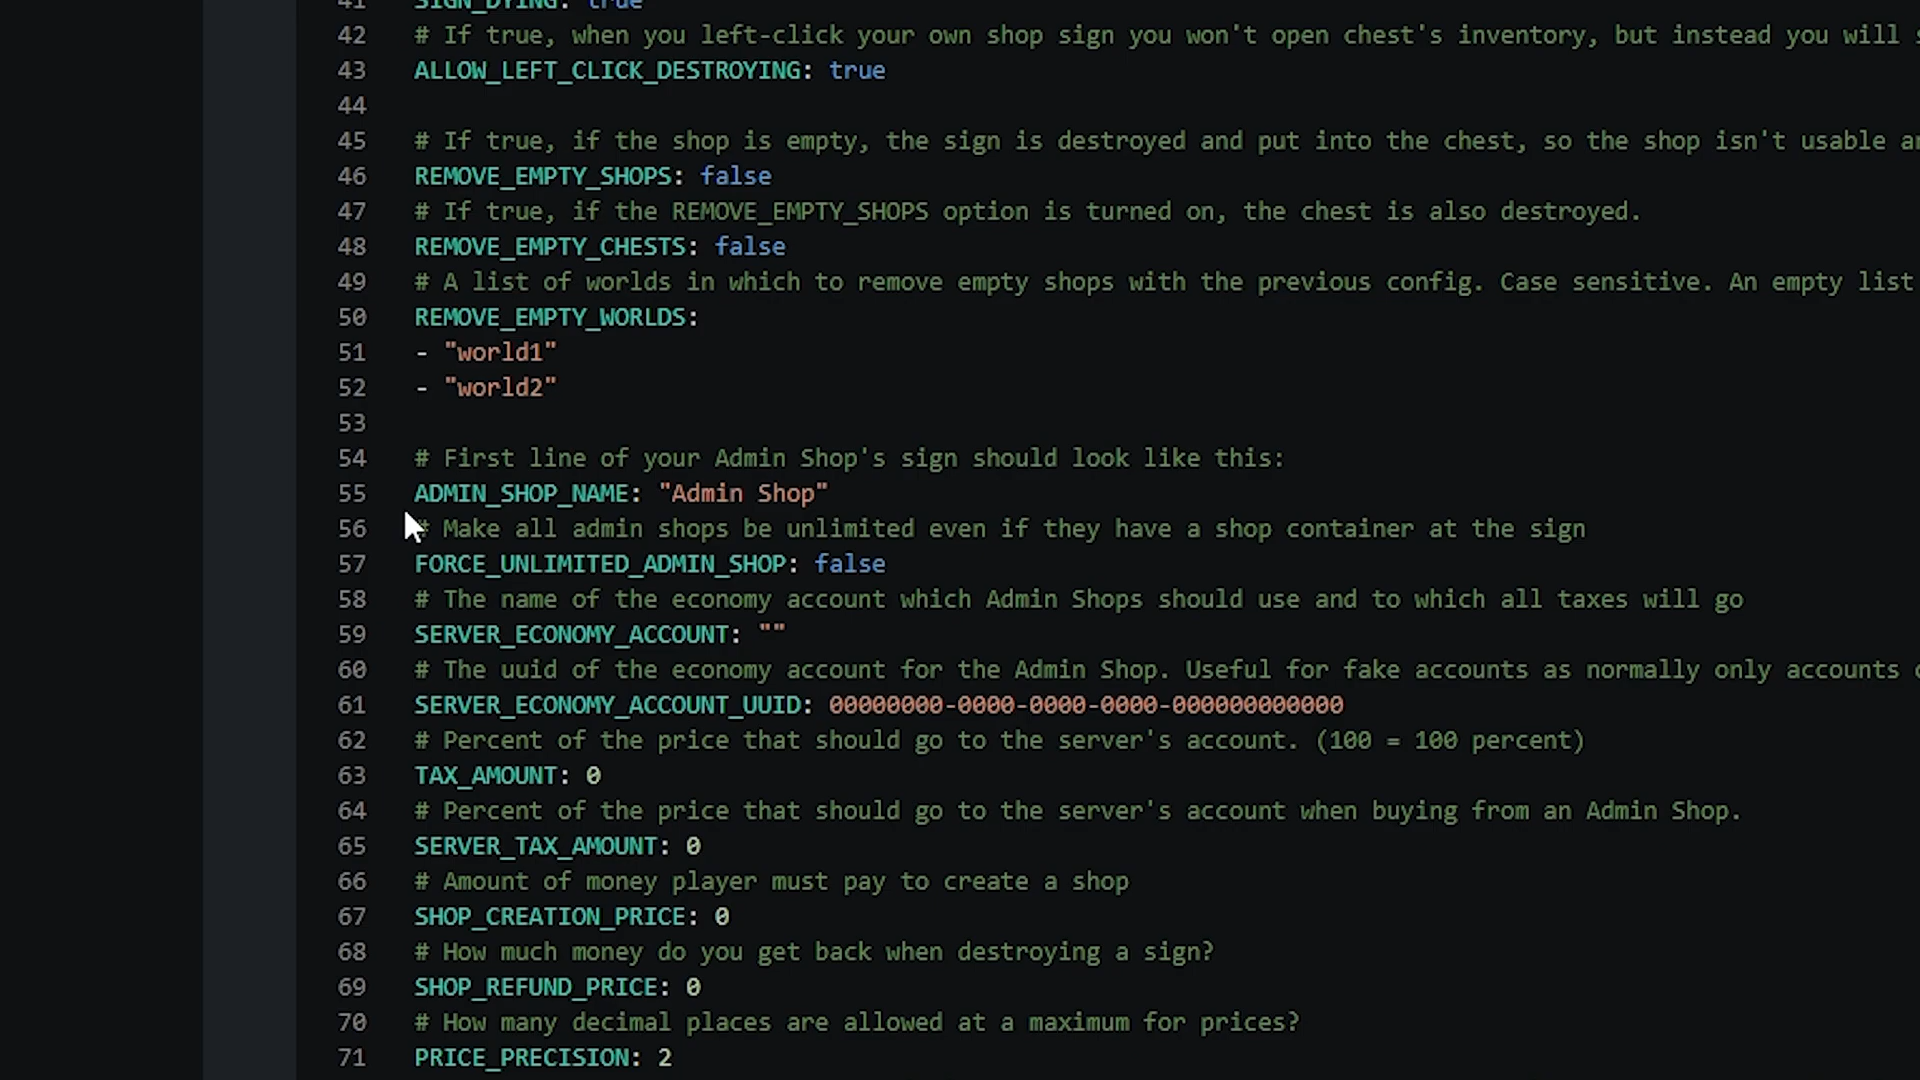 41 SIGN_DYING: true
42 # If true, when you left-click your own shop sign you won't open chest's inventory, but instead you will
43 ALLOW_LEFT_CLICK_DESTROYING: true
44
45 # If true, if the shop is empty, the sign is destroyed and put into the chest, so the shop isn't usable
46 REMOVE_EMPTY_SHOPS: false
47 # If true, if the REMOVE_EMPTY_SHOPS option is turned on, the chest is also destroyed.
48 REMOVE_EMPTY_CHESTS: false
49 # A list of worlds in which to remove empty shops with the previous config. Case sensitive. An empty list
50 REMOVE_EMPTY_WORLDS:
51 - "world1"
52 - "world2"
53
54 # First line of your Admin Shop's sign should look like this:
55 ADMIN_SHOP_NAME: "Admin Shop"
56 # Make all admin shops be unlimited even if they have a shop container at the sign
57 FORCE_UNLIMITED_ADMIN_SHOP: false
58 # The name of the economy account which Admin Shops should use and to which all taxes will go
59 SERVER_ECONOMY_ACCOUNT: ""
60 # The uuid of the economy account for the Admin Shop. Useful for fake accounts as normally only accounts
61 SERVER_ECONOMY_ACCOUNT_UUID: 00000000-0000-0000-0000-000000000000
62 # Percent of the price that should go to the server's account. (100 = 100 percent)
63 TAX_AMOUNT: 0
64 # Percent of the price that should go to the server's account when buying from an Admin Shop.
65 SERVER_TAX_AMOUNT: 0
66 # Amount of money player must pay to create a shop
67 SHOP_CREATION_PRICE: 0
68 # How much money do you get back when destroying a sign?
69 SHOP_REFUND_PRICE: 0
70 # How many decimal places are allowed at a maximum for prices?
71 PRICE_PRECISION: 2